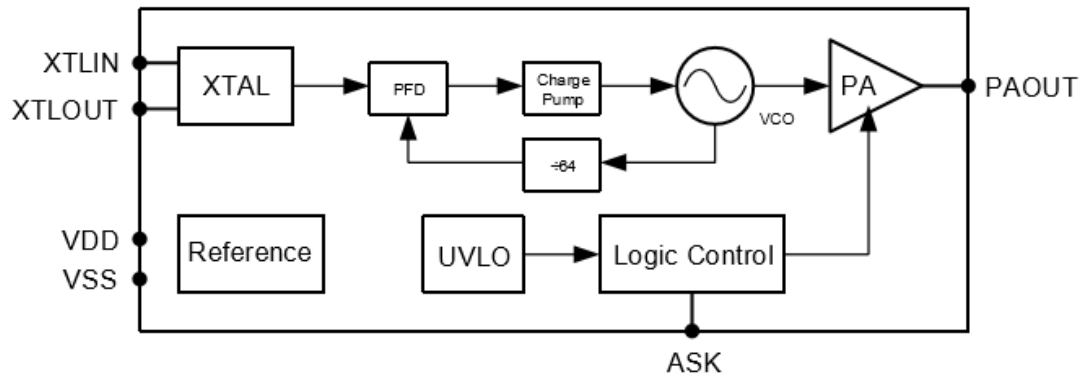 XTLIN
XTLOUT
XTAL
PFD
Charge
Pump
VCO
PA
PAOUT
÷64
VDD
VSS
Reference
UVLO
Logic Control
ASK